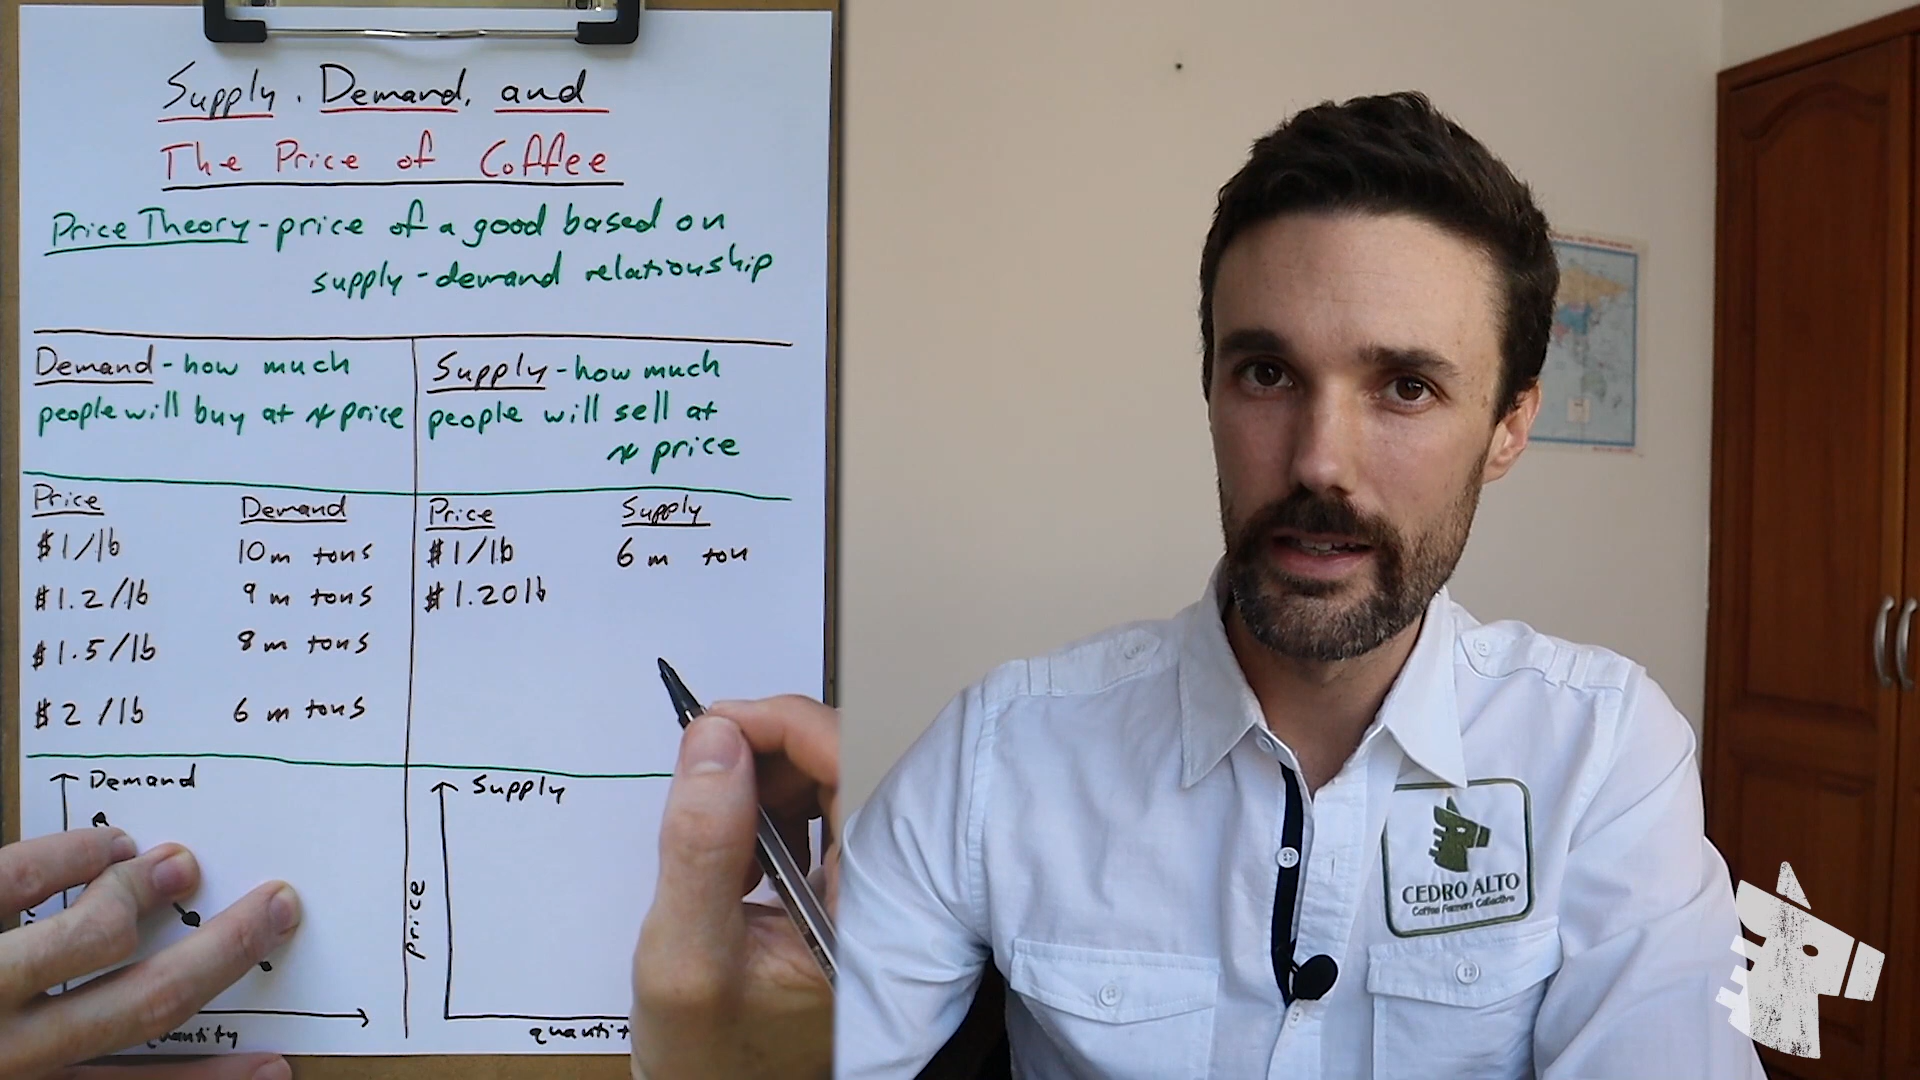 Supply, Demand, and
The Price of Coffee
Price Theory - price of a good based on
supply - demand relationship
Demand - how much
people will buy at x price
Supply - how much
people will sell at
x price
Price Demand
$1/lb 10m tons
$1.2/lb 9 m tons
$1.5/lb 8 m tons
$2/lb 6 m tons
Price Supply
$1/lb 6 m ton
$1.20lb
Demand
quantity
Supply
price
quantit
CEDRO ALTO
Coffee Farmers Collective